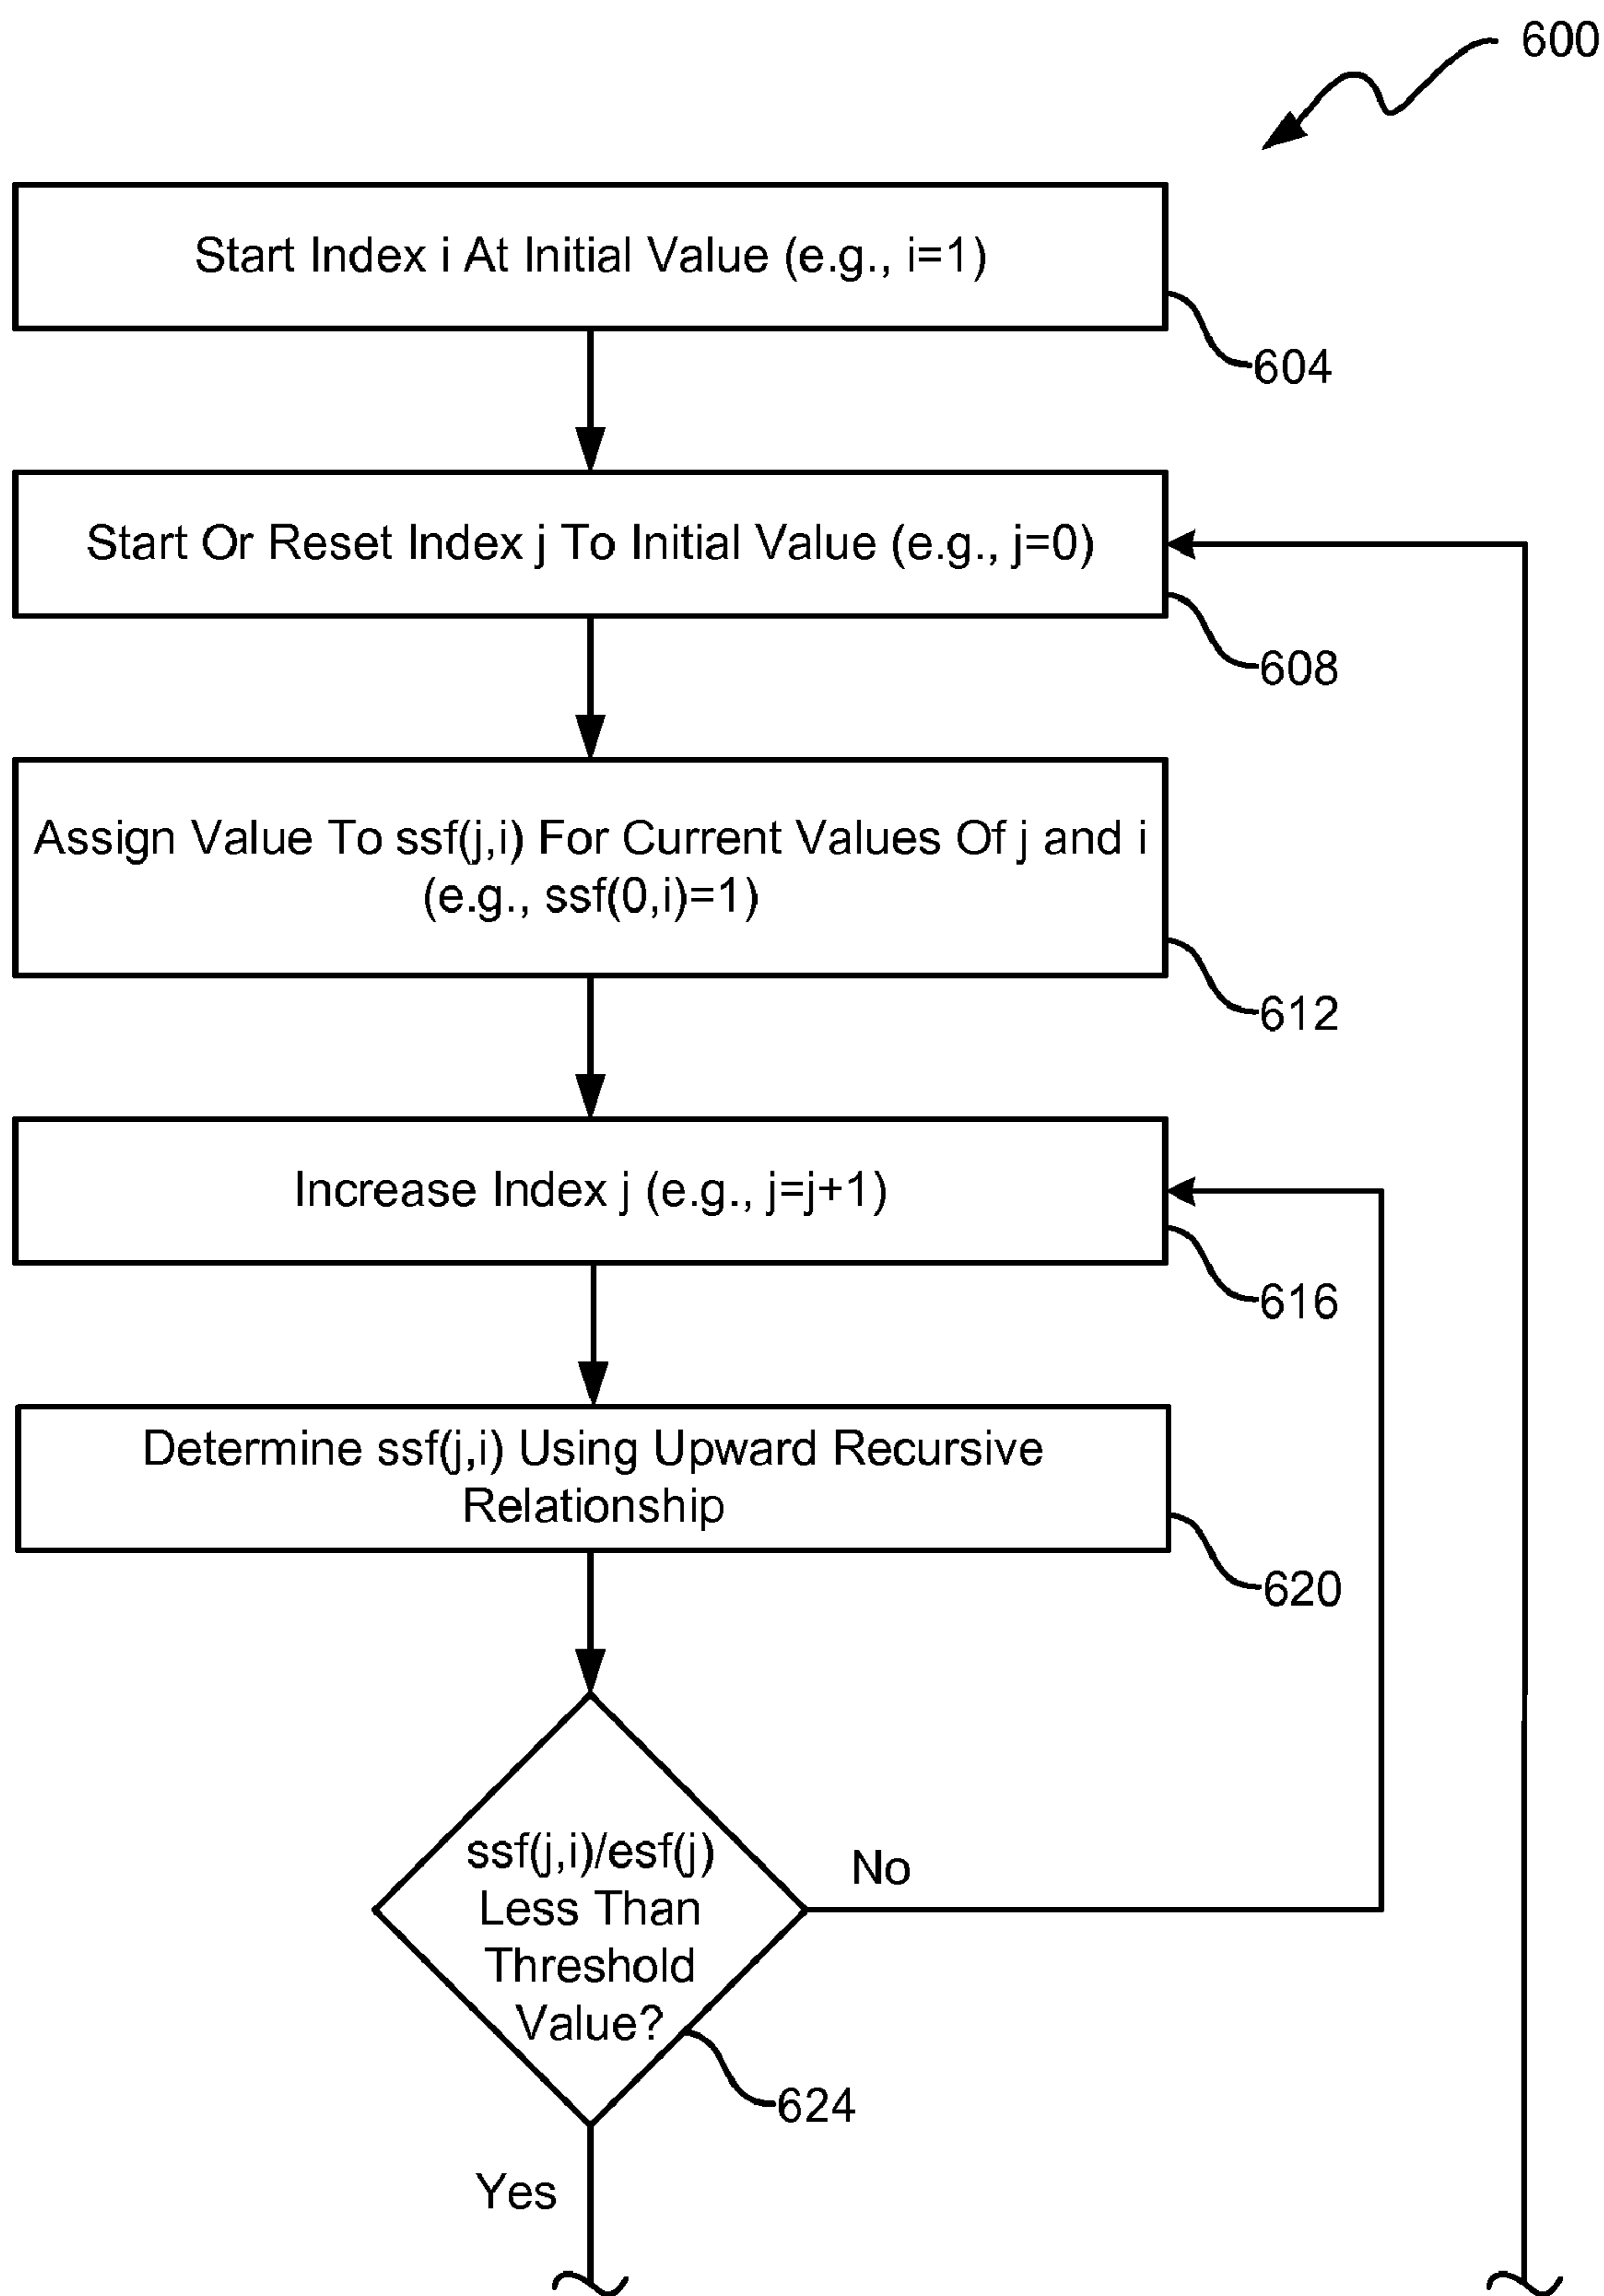 600
Start Index i At Initial Value (e.g., i=1)
604
Start Or Reset Index j To Initial Value (e.g., j=0)
608
Assign Value To ssf(j,i) For Current Values Of j and i
(e.g., ssf(0,i)=1)
612
Increase Index j (e.g., j=j+1)
616
Determine ssf(j,i) Using Upward Recursive
Relationship
620
ssf(j,i)/esf(j)
Less Than
Threshold
Value?
No
624
Yes